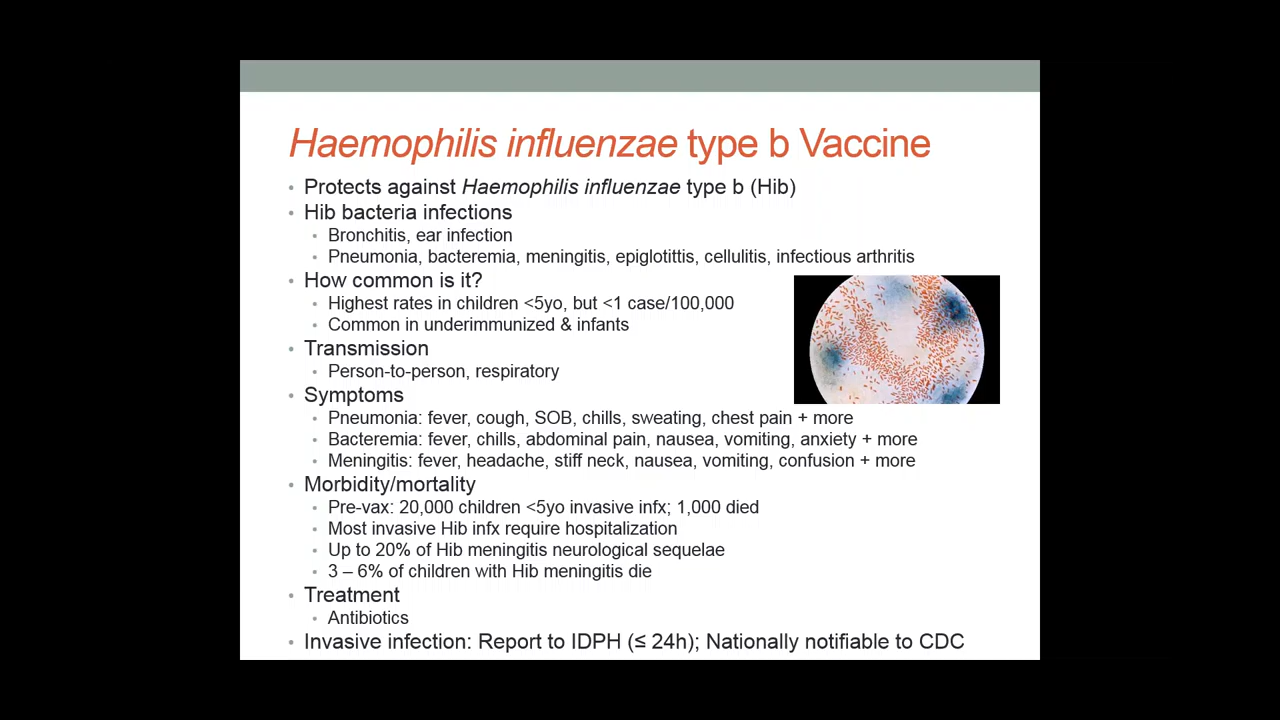 Haemophilis influenzae type b Vaccine
• Protects against Haemophilis influenzae type b (Hib)
• Hib bacteria infections
• Bronchitis, ear infection
• Pneumonia, bacteremia, meningitis, epiglotittis, cellulitis, infectious arthritis
• How common is it?
• Highest rates in children <5yo, but <1 case/100,000
• Common in underimmunized & infants
• Transmission
• Person-to-person, respiratory
• Symptoms
• Pneumonia: fever, cough, SOB, chills, sweating, chest pain + more
• Bacteremia: fever, chills, abdominal pain, nausea, vomiting, anxiety + more
• Meningitis: fever, headache, stiff neck, nausea, vomiting, confusion + more
• Morbidity/mortality
• Pre-vax: 20,000 children <5yo invasive infx; 1,000 died
• Most invasive Hib infx require hospitalization
• Up to 20% of Hib meningitis neurological sequelae
• 3 – 6% of children with Hib meningitis die
• Treatment
• Antibiotics
• Invasive infection: Report to IDPH (≤ 24h); Nationally notifiable to CDC